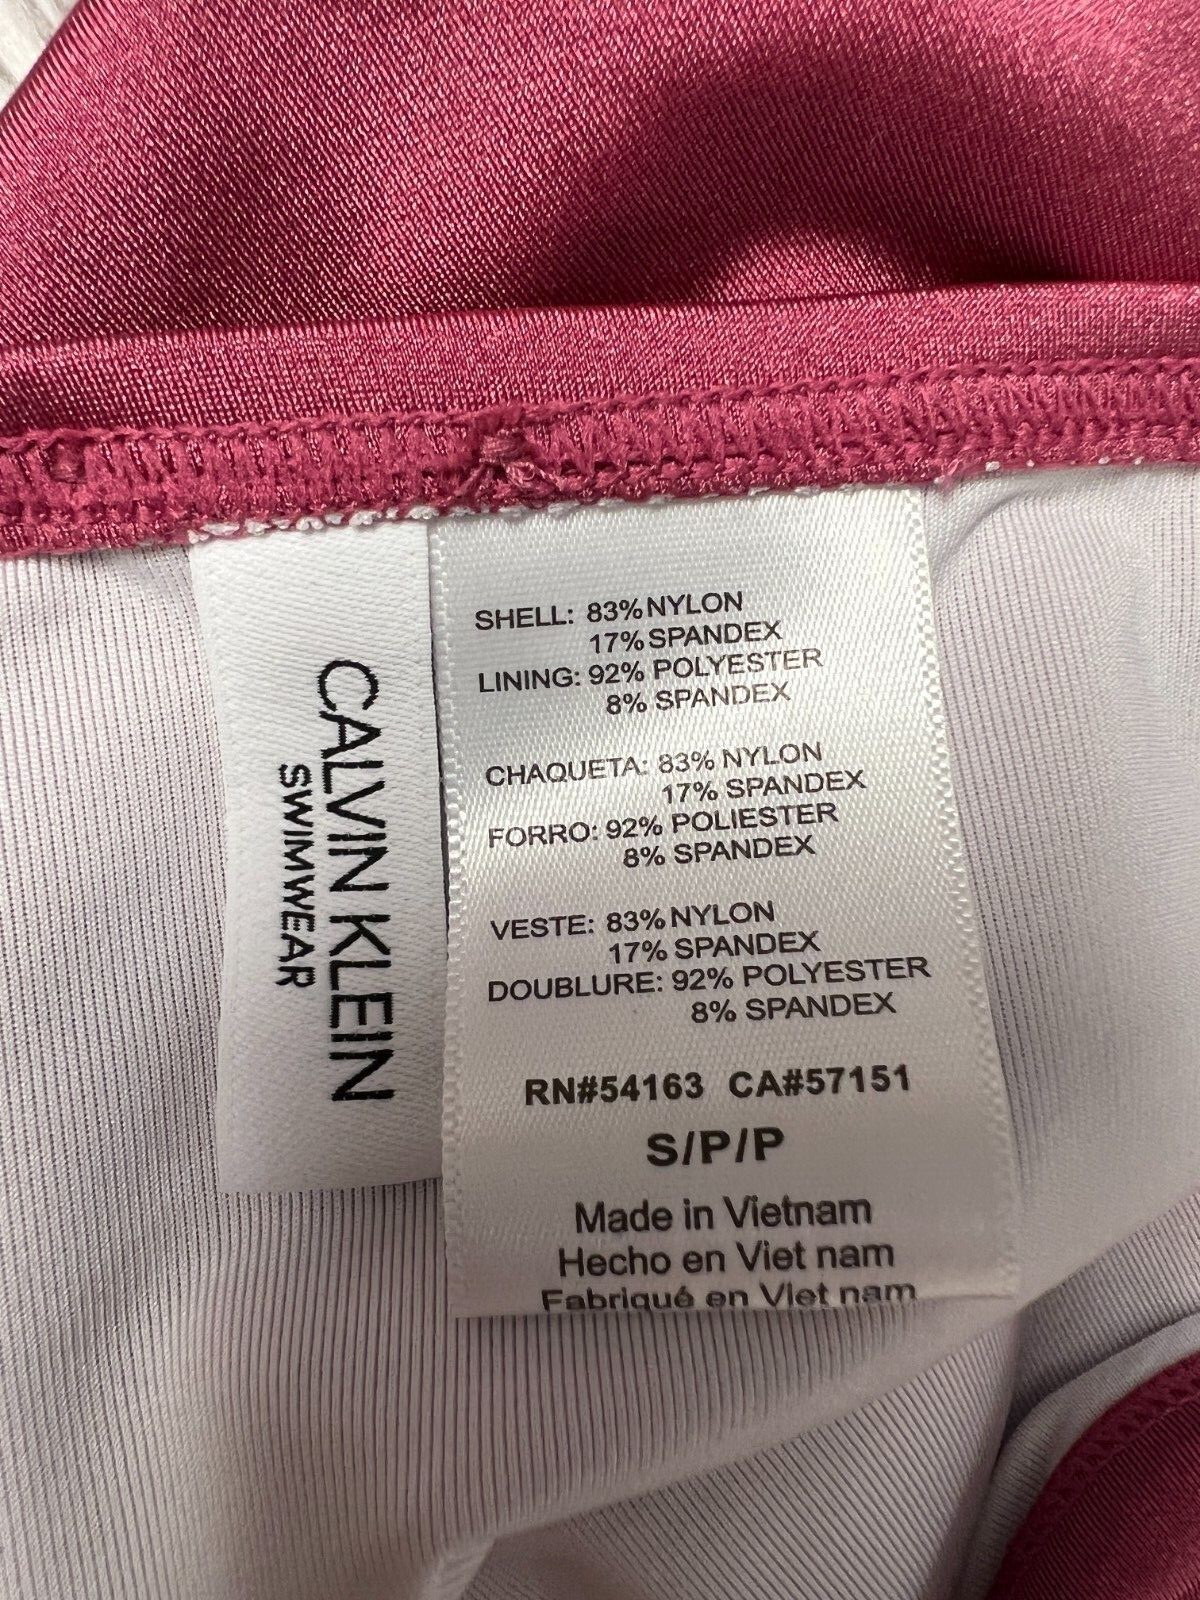 CALVIN KLEIN
SWIMWEAR
SHELL: 83% NYLON
17% SPANDEX
LINING: 92% POLYESTER
8% SPANDEX
CHAQUETA: 83% NYLON
17% SPANDEX
FORRO: 92% POLIESTER
8% SPANDEX
VESTE: 83% NYLON
17% SPANDEX
DOUBLURE: 92% POLYESTER
8% SPANDEX
RN#54163 CA#57151
S/P/P
Made in Vietnam
Hecho en Viet nam
Fabriqué en Viet nam